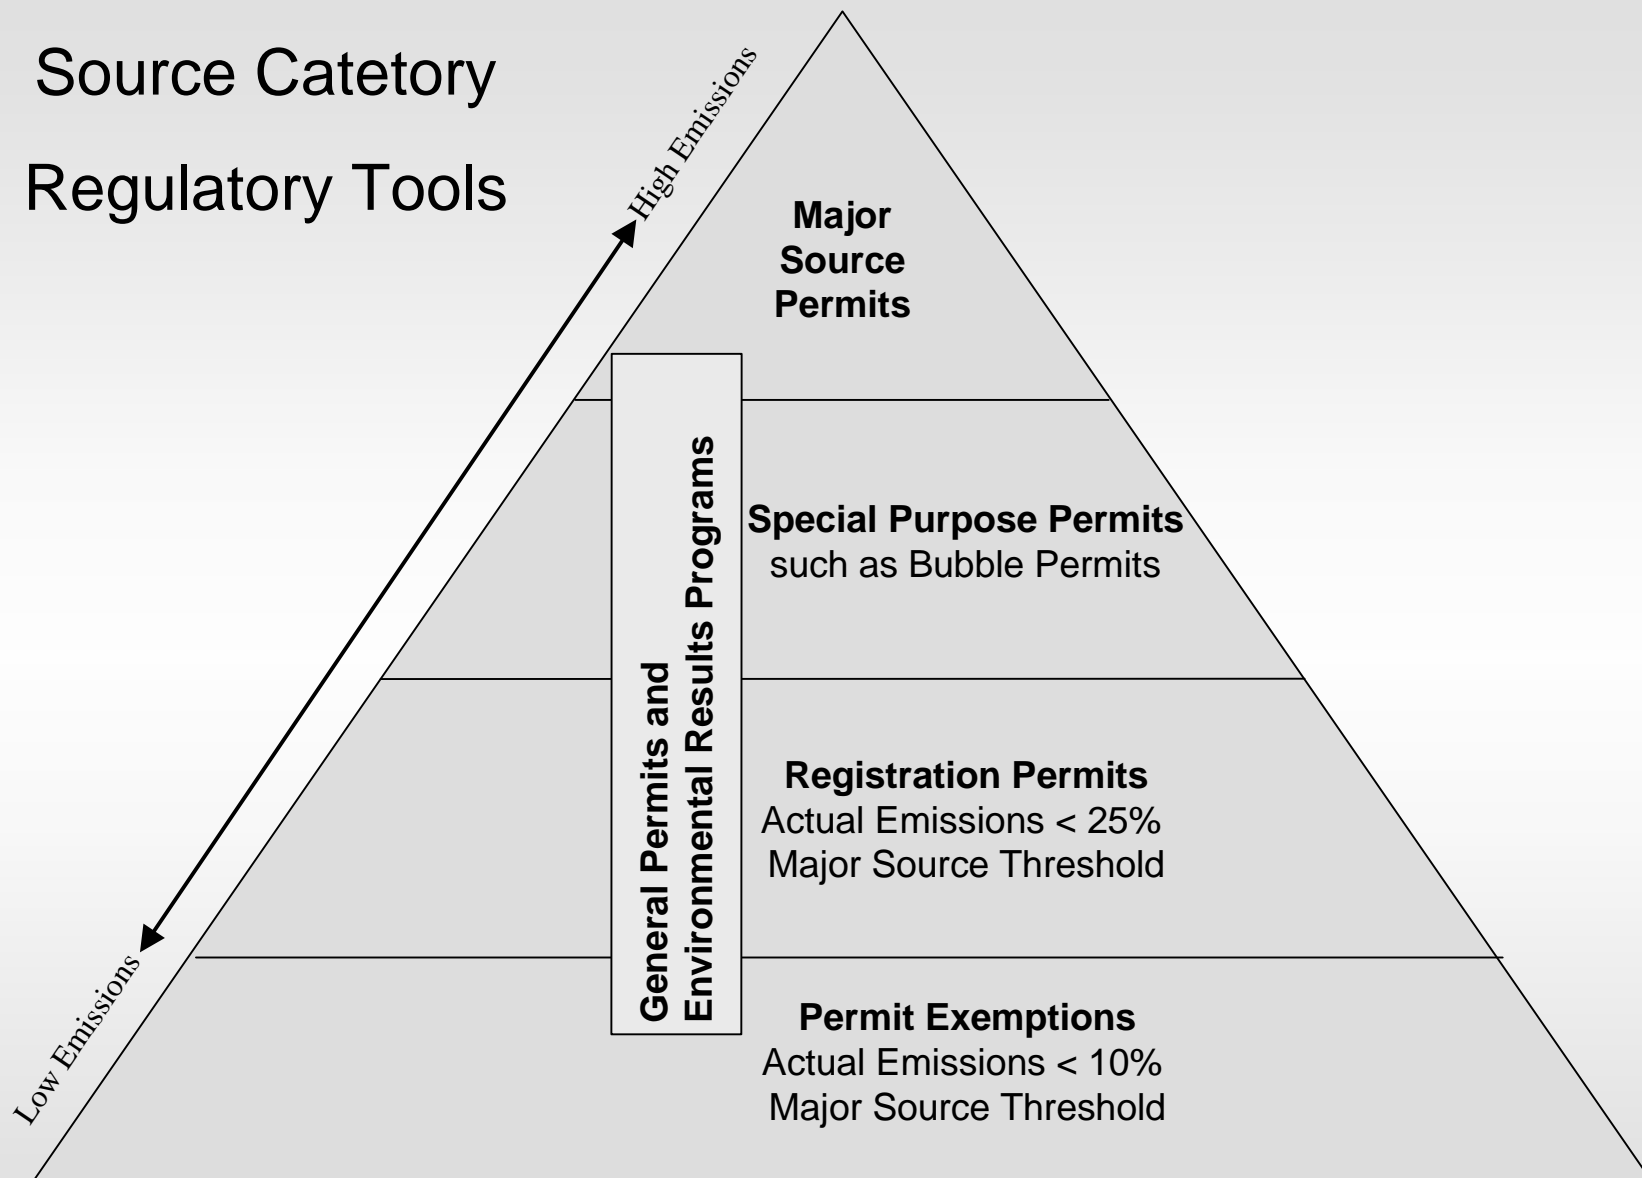 Source Catetory
Regulatory Tools
High Emissions
Low Emissions
Major
Source
Permits
General Permits and
Environmental Results Programs
Special Purpose Permits
such as Bubble Permits
Registration Permits
Actual Emissions < 25%
Major Source Threshold
Permit Exemptions
Actual Emissions < 10%
Major Source Threshold